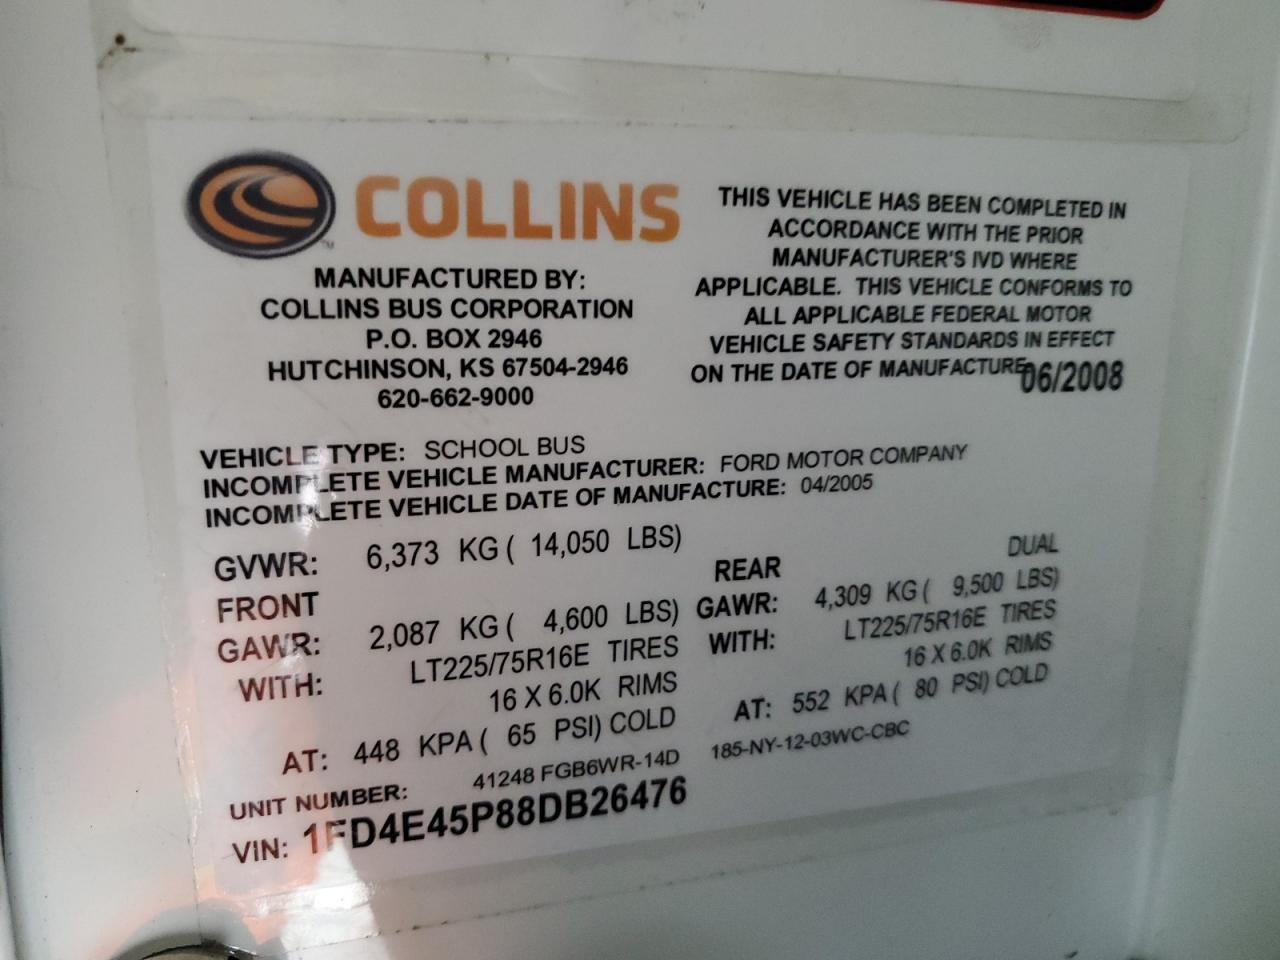 COLLINS
TM
MANUFACTURED BY:
COLLINS BUS CORPORATION
P.O. BOX 2946
HUTCHINSON, KS 67504-2946
620-662-9000
THIS VEHICLE HAS BEEN COMPLETED IN
ACCORDANCE WITH THE PRIOR
MANUFACTURER'S IVD WHERE
APPLICABLE. THIS VEHICLE CONFORMS TO
ALL APPLICABLE FEDERAL MOTOR
VEHICLE SAFETY STANDARDS IN EFFECT
ON THE DATE OF MANUFACTURE 06/2008
VEHICLE TYPE: SCHOOL BUS
INCOMPLETE VEHICLE MANUFACTURER: FORD MOTOR COMPANY
INCOMPLETE VEHICLE DATE OF MANUFACTURE: 04/2005
GVWR: 6,373 KG ( 14,050 LBS)
FRONT
GAWR: 2,087 KG ( 4,600 LBS)
WITH: LT225/75R16E TIRES
16 X 6.0K RIMS
AT: 448 KPA ( 65 PSI) COLD
REAR DUAL
GAWR: 4,309 KG ( 9,500 LBS)
WITH: LT225/75R16E TIRES
16 X 6.0K RIMS
AT: 552 KPA ( 80 PSI) COLD
UNIT NUMBER: 41248 FGB6WR-14D 185-NY-12-03WC-CBC
VIN: 1FD4E45P88DB26476